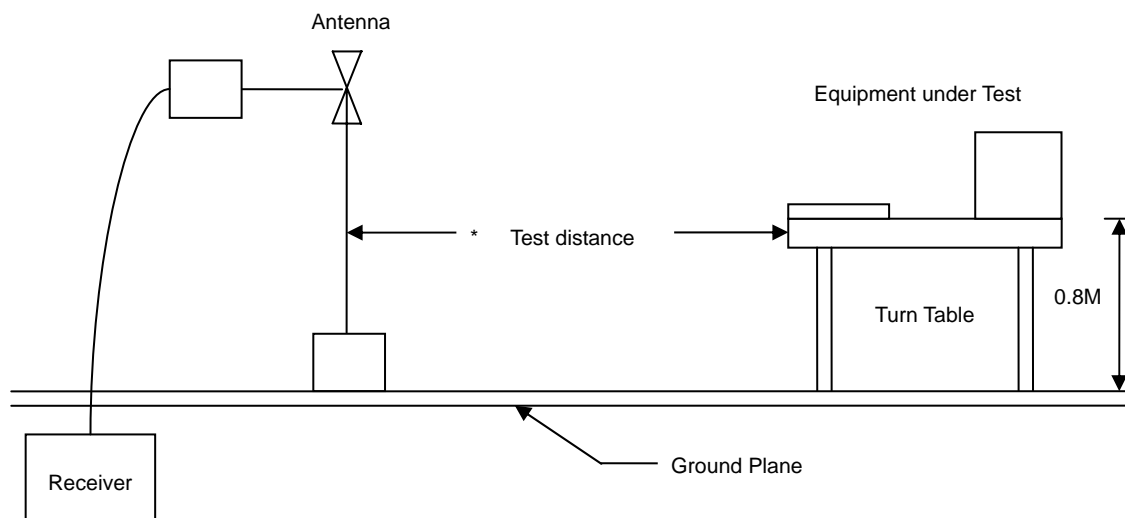 Antenna
Equipment under Test
* Test distance
0.8M
Turn Table
Ground Plane
Receiver